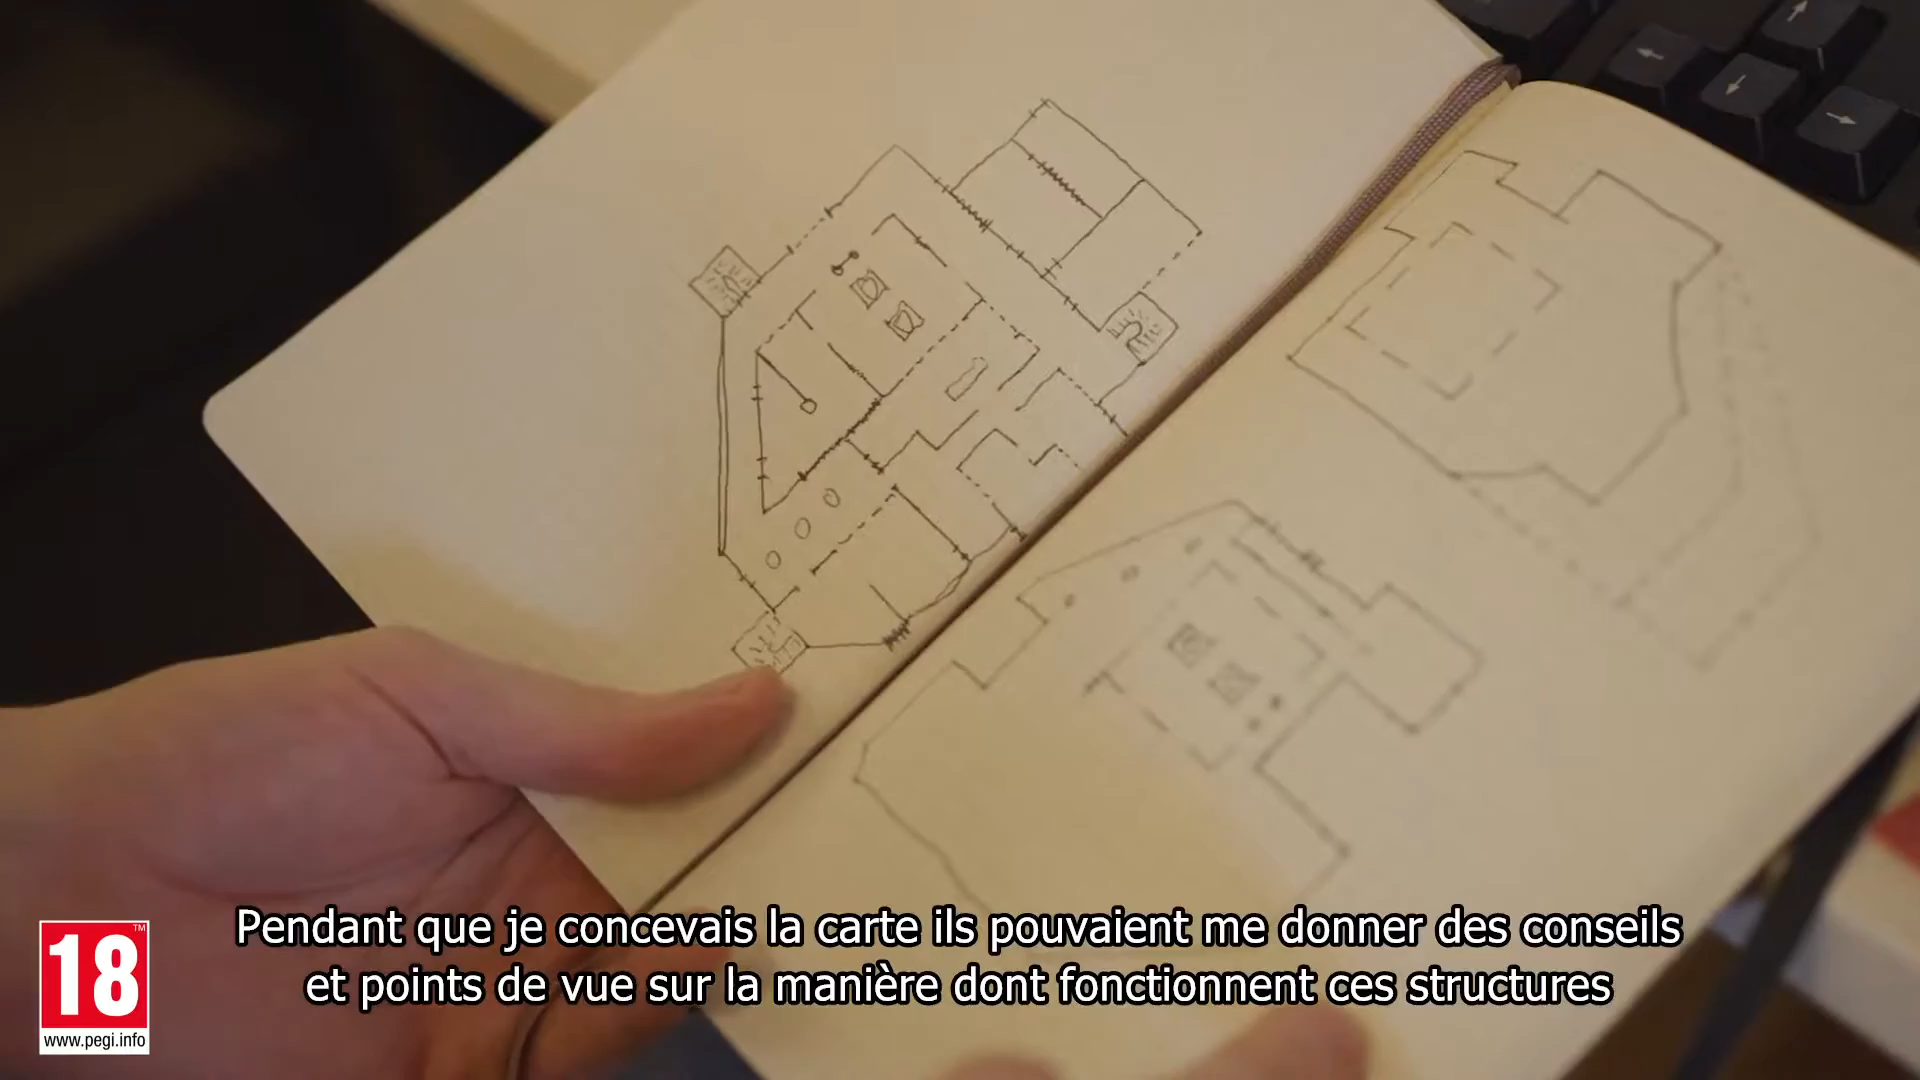 Pendant que je concevais la carte ils pouvaient me donner des conseils
et points de vue sur la manière dont fonctionnent ces structures
18™
www.pegi.info